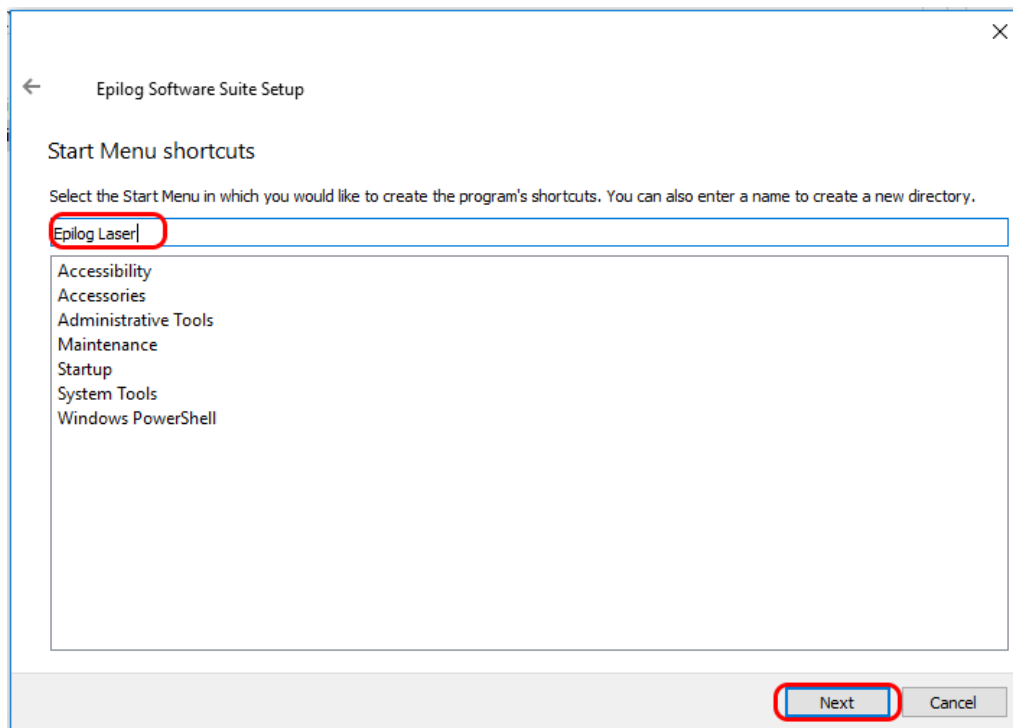 Epilog Software Suite Setup
Start Menu shortcuts
Select the Start Menu in which you would like to create the program's shortcuts. You can also enter a name to create a new directory.
Epilog Laser
Accessibility
Accessories
Administrative Tools
Maintenance
Startup
System Tools
Windows PowerShell
Next Cancel